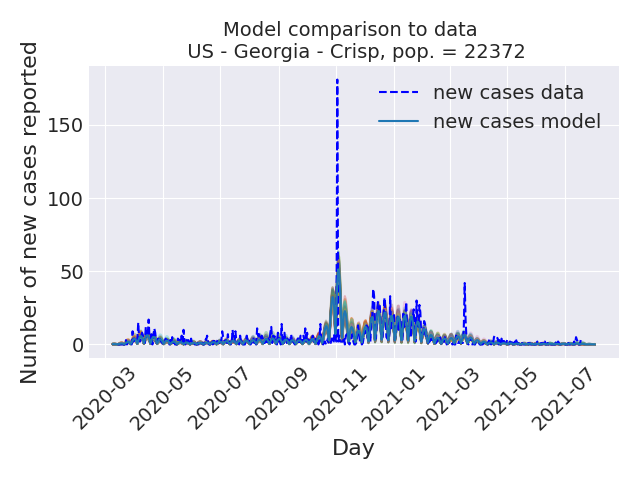 Model comparison to data
US - Georgia - Crisp, pop. = 22372
Number of new cases reported
150
100
50
0
new cases data
new cases model
2020-03
2020-05
2020-07
2020-09
2020-11
2021-01
2021-03
2021-05
2021-07
Day